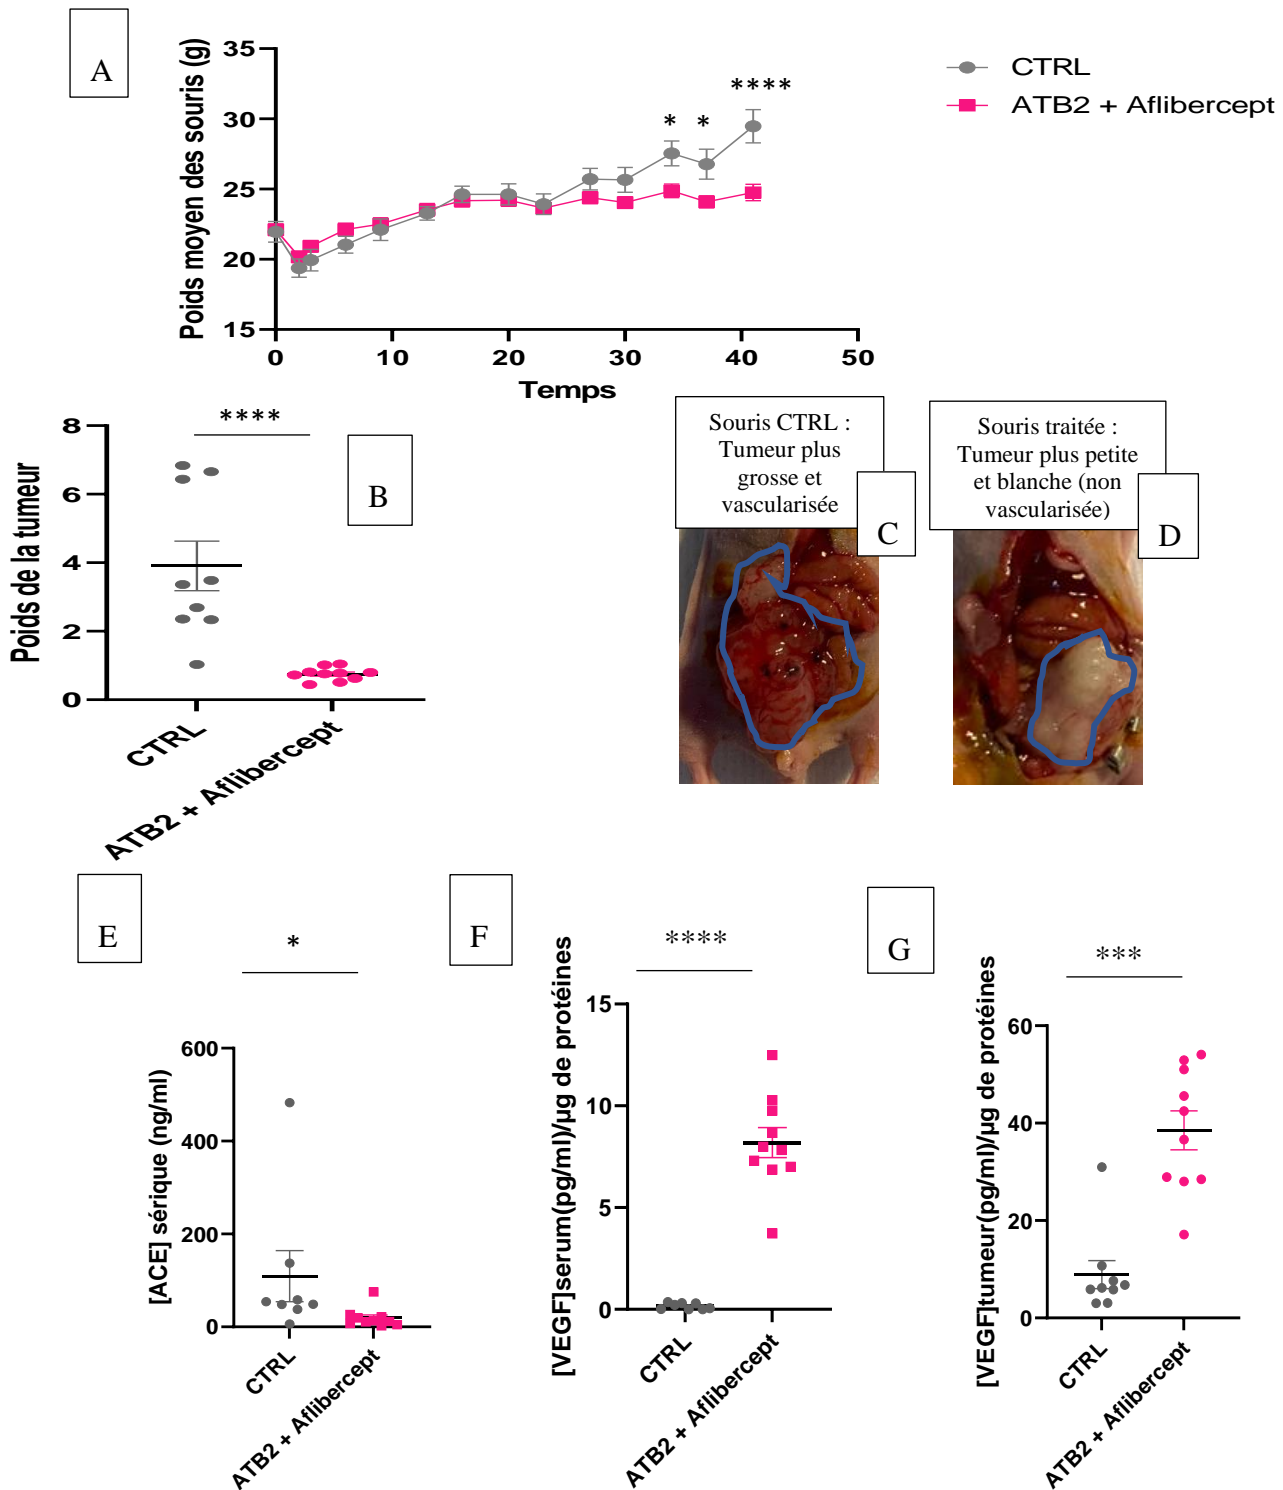 A
Poids moyen des souris (g)
35
30
25
20
15
0
10
20
30
40
50
Temps
*
*
****
CTRL
ATB2 + Aflibercept
B
Poids de la tumeur
8
6
4
2
0
****
CTRL
ATB2 + Aflibercept
Souris CTRL :
Tumeur plus
grosse et
vascularisée
C
Souris traitée :
Tumeur plus petite
et blanche (non
vascularisée)
D
E
*
[ACE] sérique (ng/ml)
600
400
200
0
CTRL
ATB2 + Aflibercept
F
****
[VEGF]serum(pg/ml)/µg de protéines
15
10
5
0
CTRL
ATB2 + Aflibercept
G
***
[VEGF]tumeur(pg/ml)/µg de protéines
60
40
20
0
CTRL
ATB2 + Aflibercept